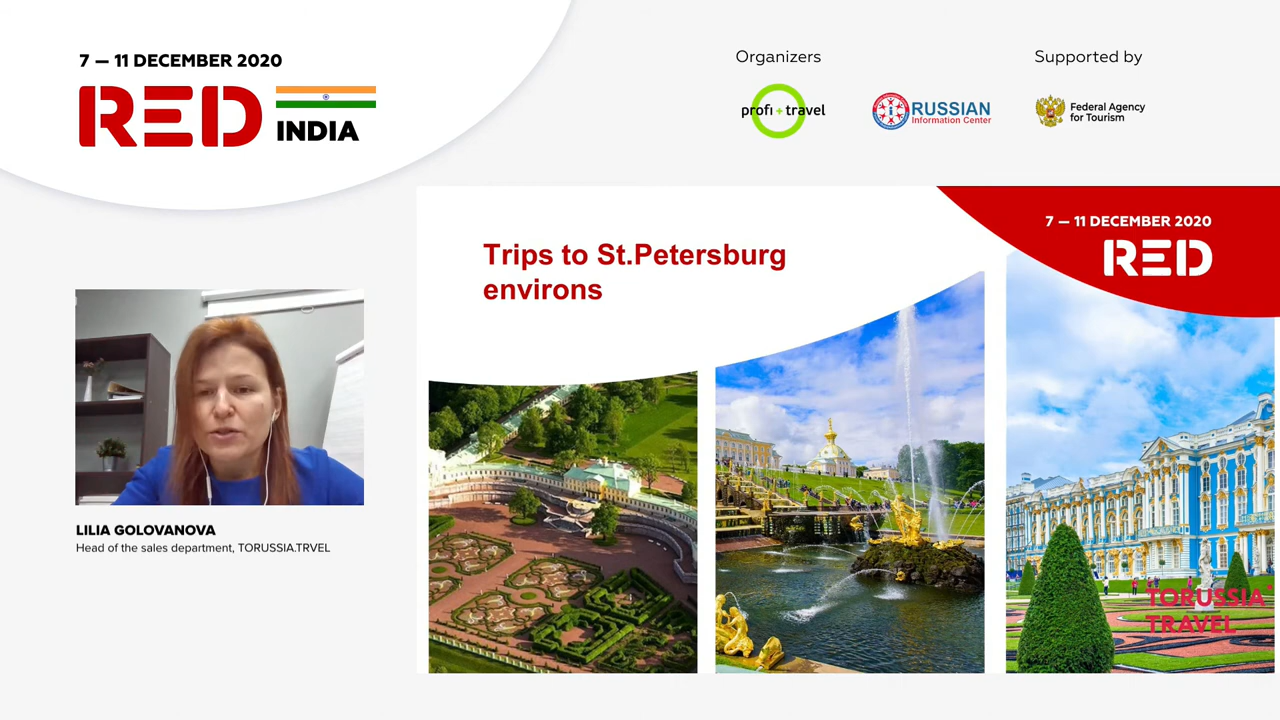 7 — 11 DECEMBER 2020
RED
INDIA
Organizers
Supported by
profi + travel
RUSSIAN
Information Center
Federal Agency
for Tourism
7 — 11 DECEMBER 2020
RED
Trips to St.Petersburg
environs
LILIA GOLOVANOVA
Head of the sales department, TORUSSIA.TRVEL
TORUSSIA
TRAVEL